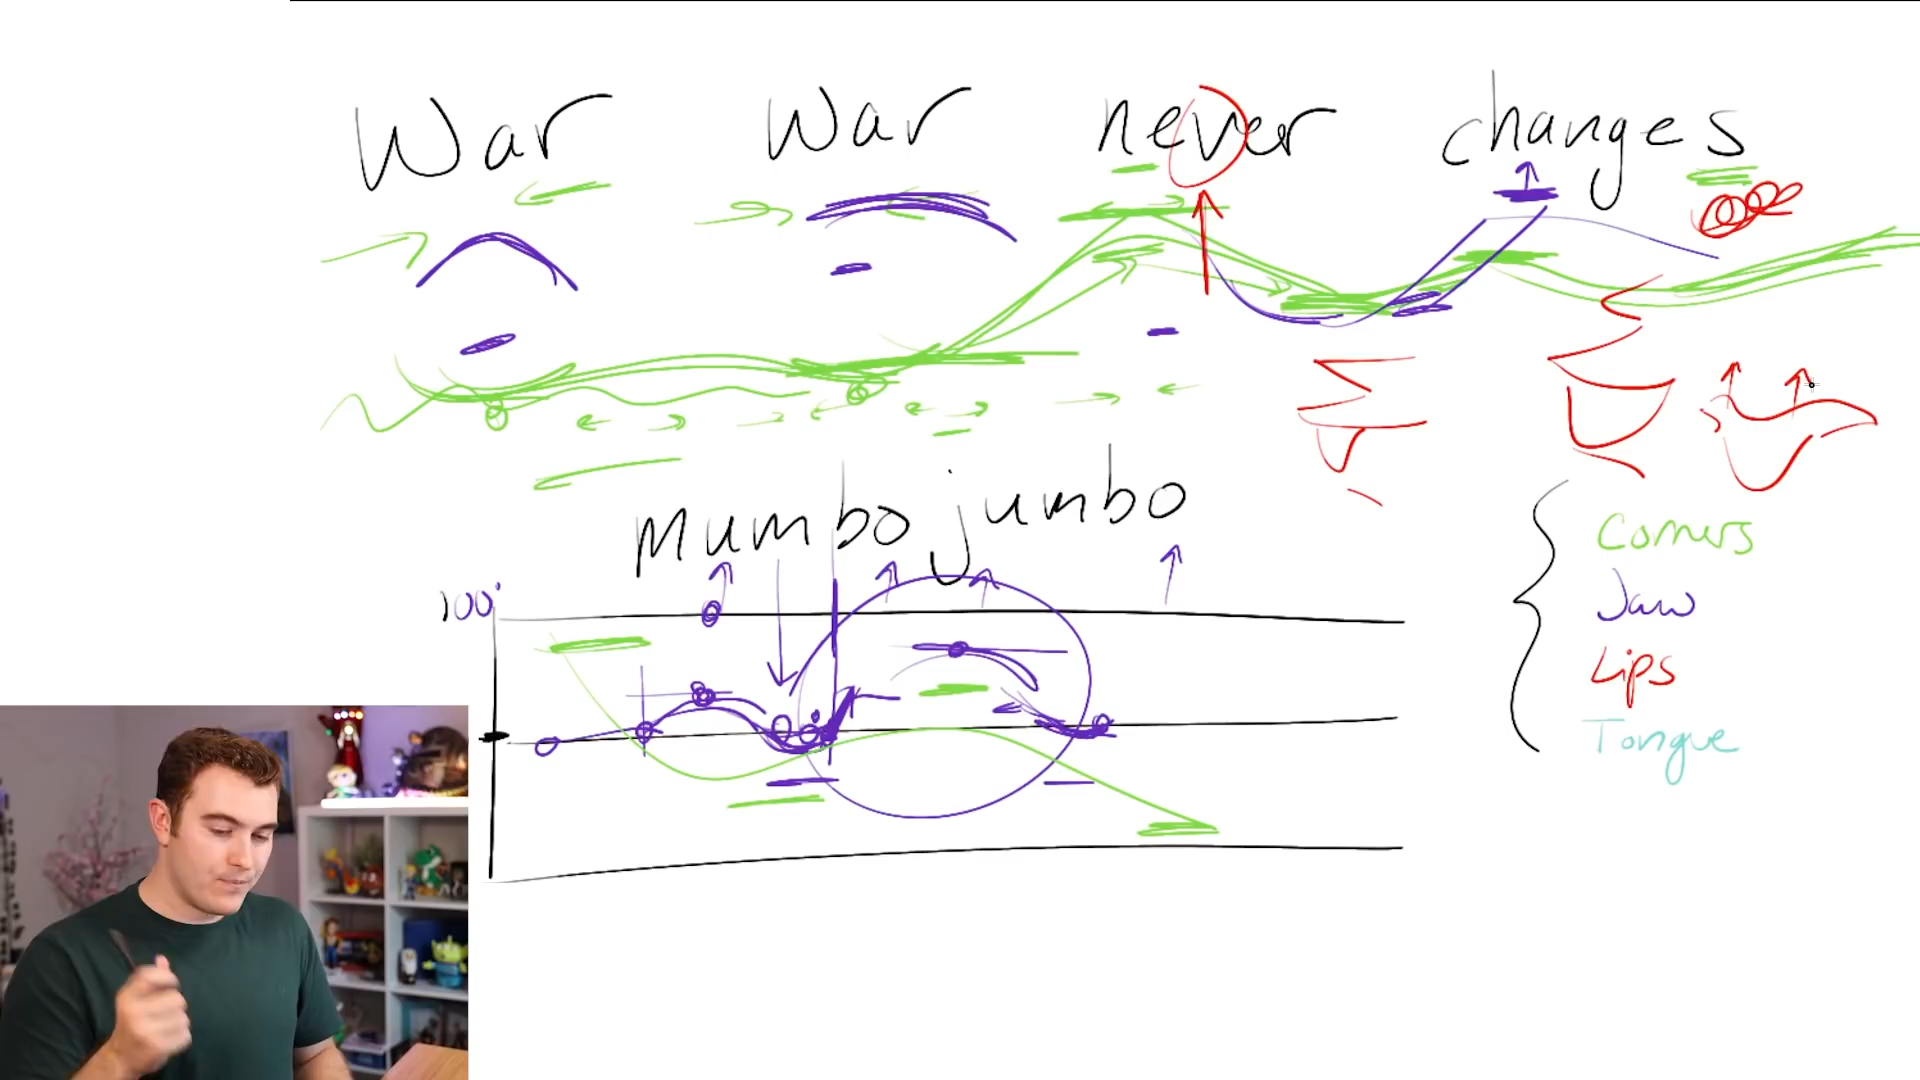 War War never changes
Mumbo jumbo
100°
Corners
Jaw
Lips
Tongue